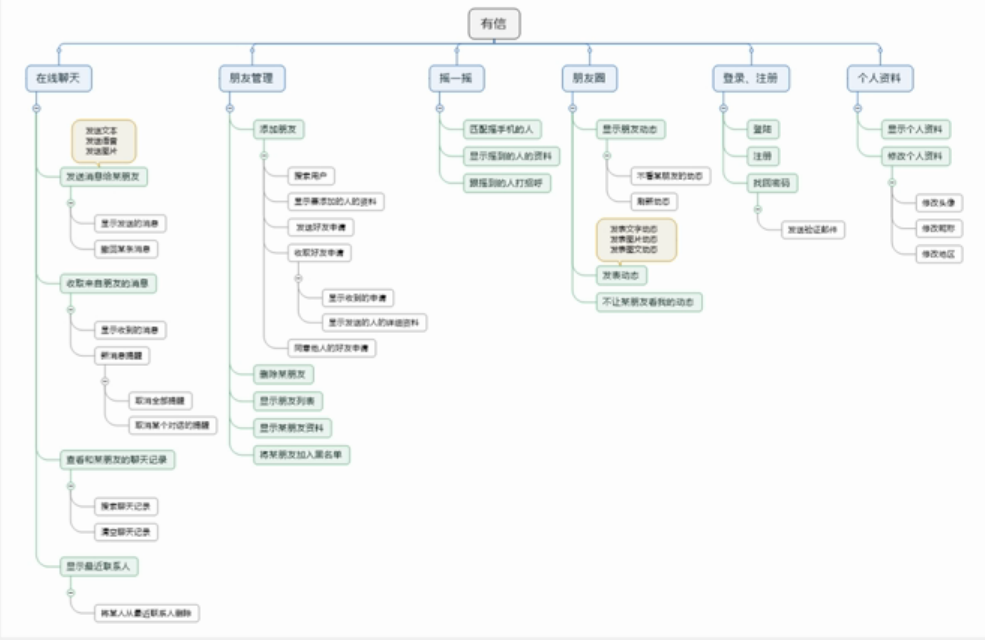 有信
在线聊天
发送文本
发送语音
发送图片
发送消息给某朋友
显示发送的消息
撤回某条消息
收取来自朋友的消息
显示收到的消息
新消息提醒
取消全部提醒
取消某个对话的提醒
查看和某朋友的聊天记录
搜索聊天记录
清空聊天记录
显示最近联系人
将某人从最近联系人删除
朋友管理
添加朋友
搜索用户
显示要添加的人的资料
发送好友申请
收取好友申请
显示收到的申请
显示发送的人的详细资料
同意他人的好友申请
删除某朋友
显示朋友列表
显示某朋友资料
将某朋友加入黑名单
摇一摇
匹配摇手机的人
显示摇到的人的资料
跟摇到的人打招呼
朋友圈
显示朋友动态
不看某朋友的动态
刷新动态
发表文字动态
发表图片动态
发表图文动态
发表动态
不让某朋友看我的动态
登录、注册
登陆
注册
找回密码
发送验证邮件
个人资料
显示个人资料
修改个人资料
修改头像
修改昵称
修改地区